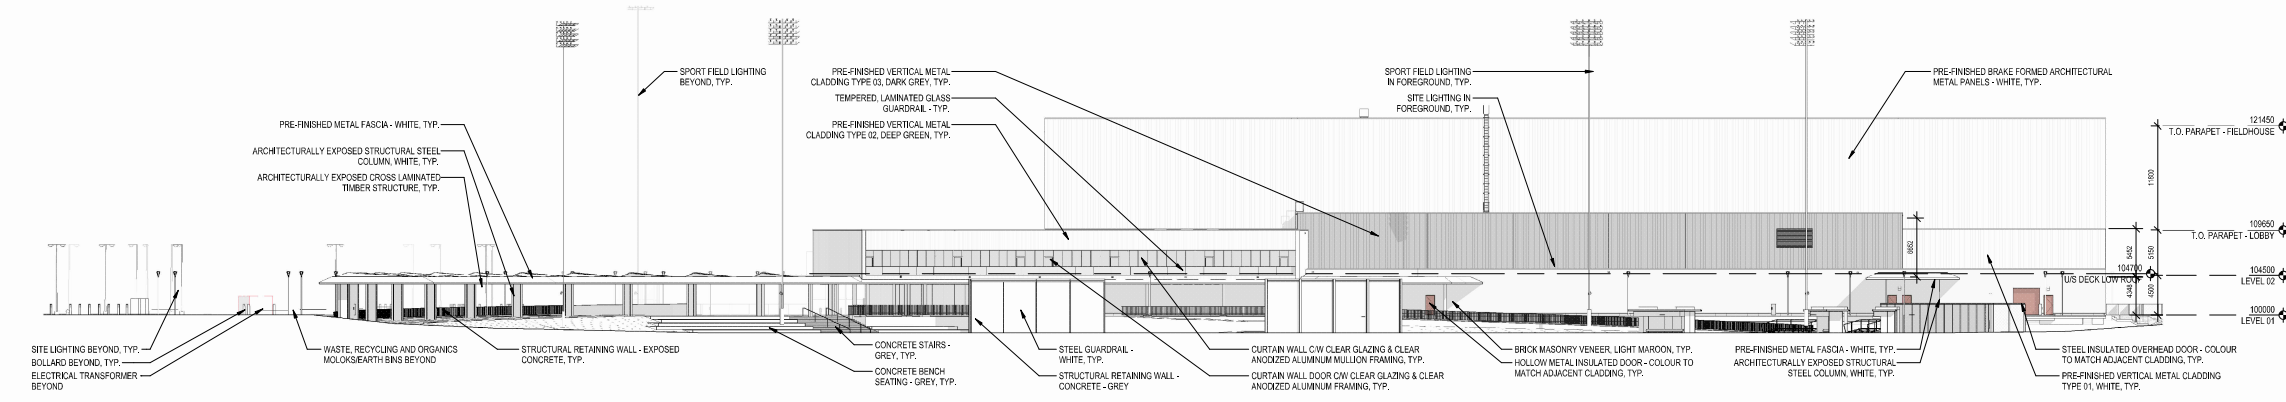 SPORT FIELD LIGHTING
BEYOND, TYP.
PRE-FINISHED VERTICAL METAL
CLADDING TYPE 03, DARK GREY, TYP.
TEMPERED, LAMINATED GLASS
GUARDRAIL - TYP.
PRE-FINISHED VERTICAL METAL
CLADDING TYPE 02, DEEP GREEN, TYP.
SPORT FIELD LIGHTING
IN FOREGROUND, TYP.
SITE LIGHTING IN
FOREGROUND, TYP.
PRE-FINISHED BRAKE FORMED ARCHITECTURAL
METAL PANELS - WHITE, TYP.
PRE-FINISHED METAL FASCIA - WHITE, TYP.
ARCHITECTURALLY EXPOSED STRUCTURAL STEEL
COLUMN, WHITE, TYP.
ARCHITECTURALLY EXPOSED CROSS LAMINATED
TIMBER STRUCTURE, TYP.
121450
T.O. PARAPET - FIELDHOUSE
11800
109650
T.O. PARAPET - LOBBY
6652
5452
5150
104700
U/S DECK LOW ROOF
104500
LEVEL 02
4348
4500
100000
LEVEL 01
SITE LIGHTING BEYOND, TYP.
BOLLARD BEYOND, TYP.
ELECTRICAL TRANSFORMER
BEYOND
WASTE, RECYCLING AND ORGANICS
MOLOKS/EARTH BINS BEYOND
STRUCTURAL RETAINING WALL - EXPOSED
CONCRETE, TYP.
CONCRETE STAIRS -
GREY, TYP.
CONCRETE BENCH
SEATING - GREY, TYP.
STEEL GUARDRAIL -
WHITE, TYP.
STRUCTURAL RETAINING WALL -
CONCRETE - GREY
CURTAIN WALL C/W CLEAR GLAZING & CLEAR
ANODIZED ALUMINUM MULLION FRAMING, TYP.
CURTAIN WALL DOOR C/W CLEAR GLAZING & CLEAR
ANODIZED ALUMINUM FRAMING, TYP.
BRICK MASONRY VENEER, LIGHT MAROON, TYP.
HOLLOW METAL INSULATED DOOR - COLOUR TO
MATCH ADJACENT CLADDING, TYP.
PRE-FINISHED METAL FASCIA - WHITE, TYP.
ARCHITECTURALLY EXPOSED STRUCTURAL
STEEL COLUMN, WHITE, TYP.
STEEL INSULATED OVERHEAD DOOR - COLOUR
TO MATCH ADJACENT CLADDING, TYP.
PRE-FINISHED VERTICAL METAL CLADDING
TYPE 01, WHITE, TYP.